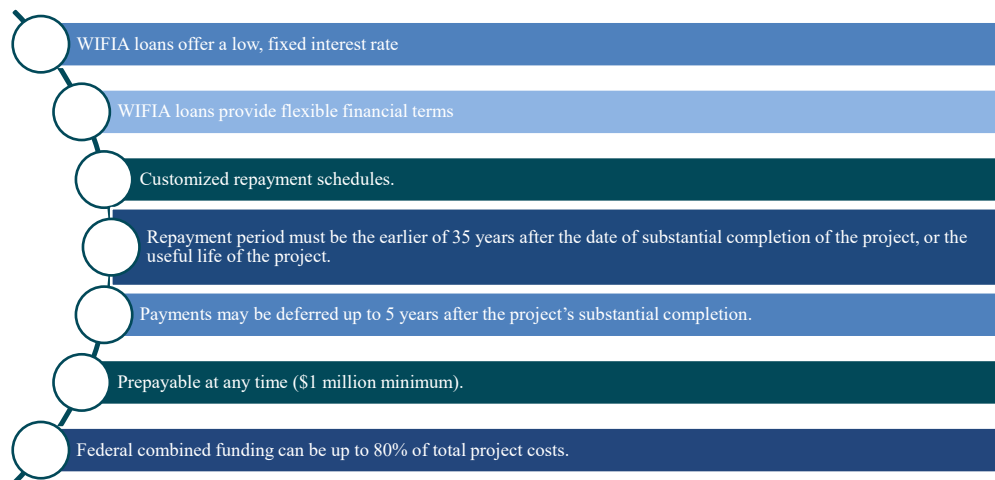 WIFIA loans offer a low, fixed interest rate
WIFIA loans provide flexible financial terms
Customized repayment schedules.
Repayment period must be the earlier of 35 years after the date of substantial completion of the project, or the
useful life of the project.
Payments may be deferred up to 5 years after the project’s substantial completion.
Prepayable at any time ($1 million minimum).
Federal combined funding can be up to 80% of total project costs.